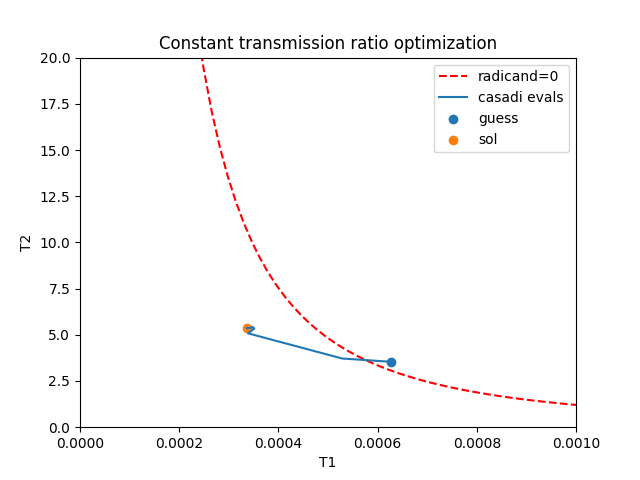 Constant transmission ratio optimization
T2
20.0
17.5
15.0
12.5
10.0
7.5
5.0
2.5
0.0
radicand=0
casadi evals
guess
sol
0.0000 0.0002 0.0004 0.0006 0.0008 0.0010
T1